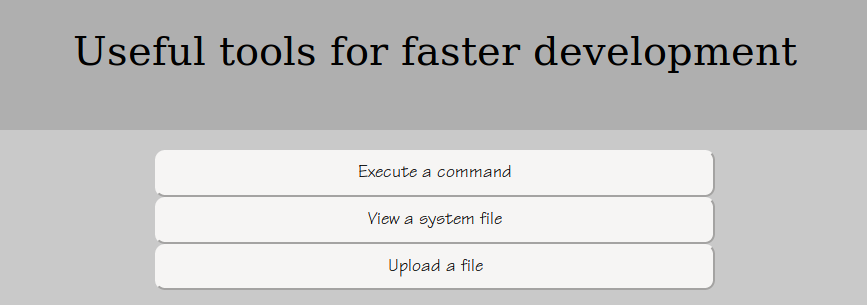 Useful tools for faster development
Execute a command
View a system file
Upload a file